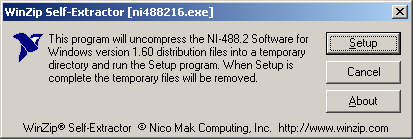 WinZip Self-Extractor [ni488216.exe]
This program will uncompress the NI-488.2 Software for
Windows version 1.60 distribution files into a temporary
directory and run the Setup program. When Setup is
complete the temporary files will be removed.
Setup
Cancel
About
WinZip® Self-Extractor © Nico Mak Computing, Inc. http://www.winzip.com